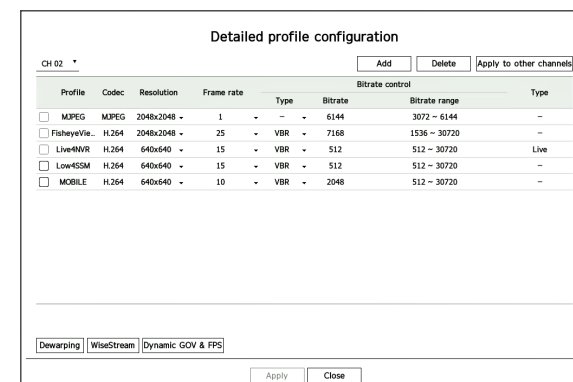 Detailed profile configuration
CH 02 Add Delete Apply to other channels
Profile Codec Resolution Frame rate Bitrate control Type
Type Bitrate Bitrate range
MJPEG MJPEG 2048x2048 1 – 6144 3072 ~ 6144 –
FisheyeVie... H.264 2048x2048 25 VBR 7168 1536 ~ 30720 –
Live4NVR H.264 640x640 15 VBR 512 512 ~ 30720 Live
Low4SSM H.264 640x640 15 VBR 512 512 ~ 30720 –
MOBILE H.264 640x640 10 VBR 2048 512 ~ 30720 –
Dewarping WiseStream Dynamic GOV & FPS
Apply Close